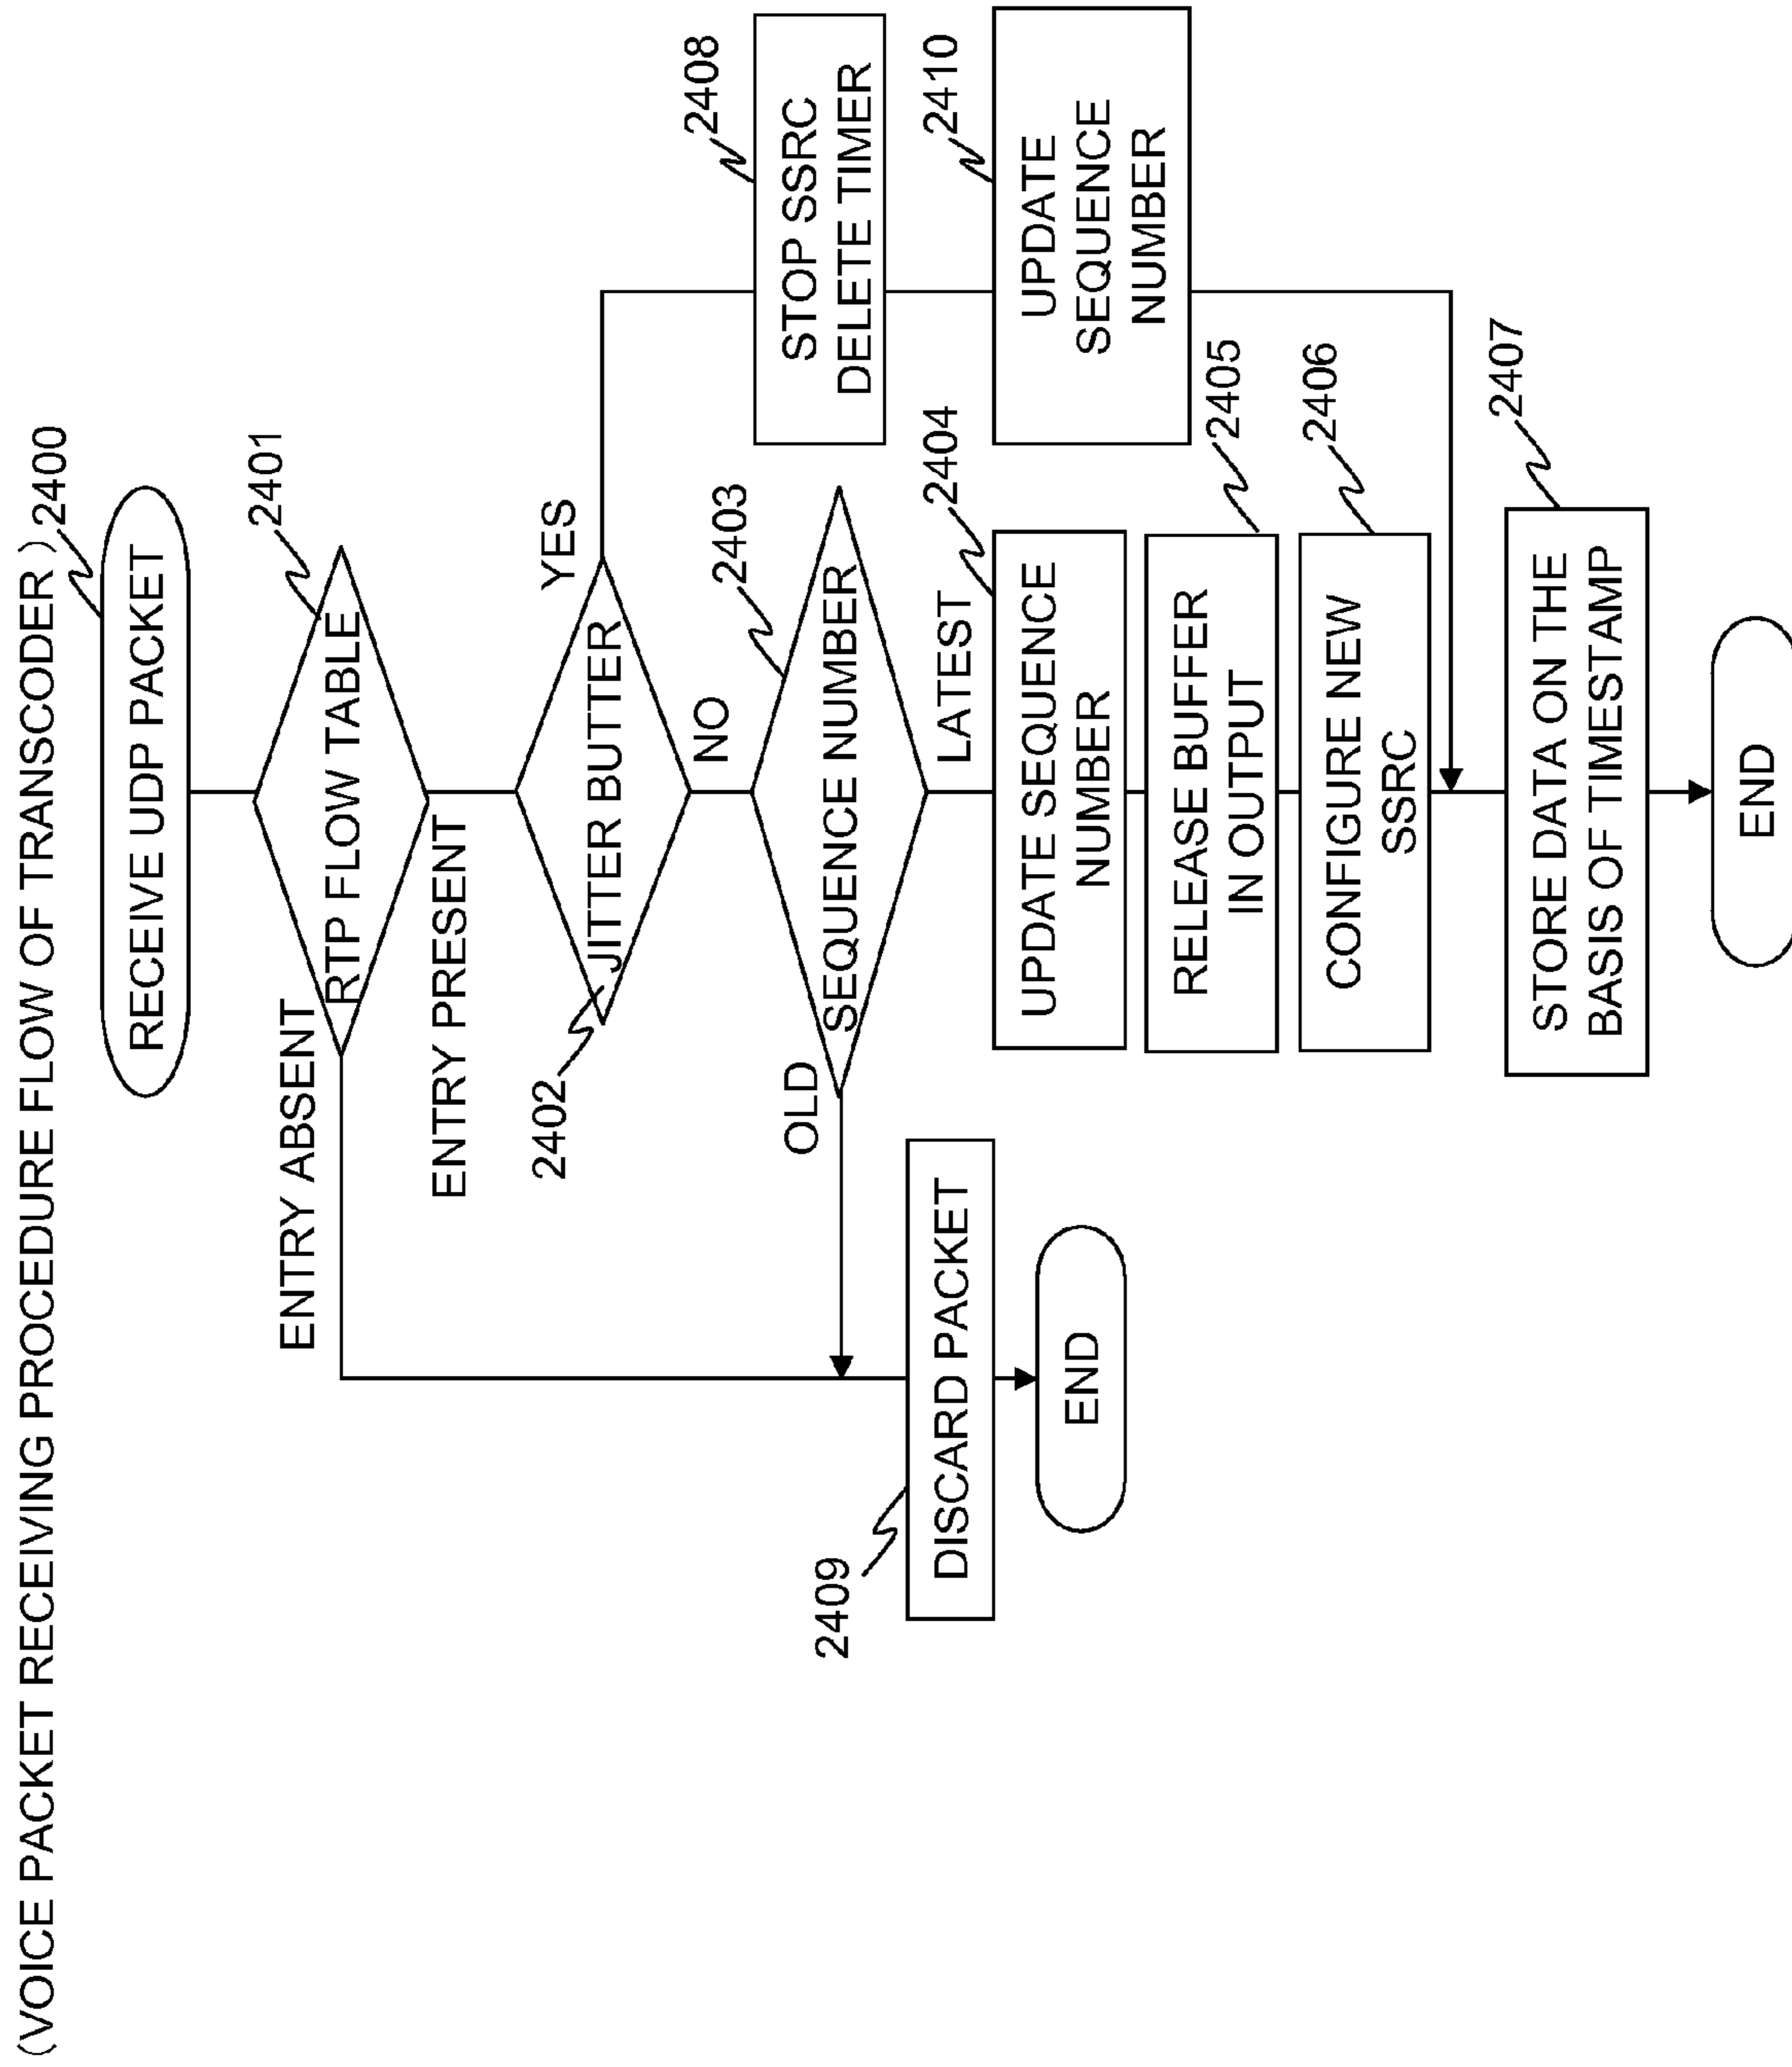 (VOICE PACKET RECEIVING PROCEDURE FLOW OF TRANSCODER)
2400
RECEIVE UDP PACKET
2401
RTP FLOW TABLE
ENTRY ABSENT
ENTRY PRESENT
2402
JITTER BUTTER
YES
NO
2408
STOP SSRC
DELETE TIMER
2403
SEQUENCE NUMBER
OLD
LATEST
2410
UPDATE
SEQUENCE
NUMBER
2409
DISCARD PACKET
END
2404
UPDATE SEQUENCE
NUMBER
2405
RELEASE BUFFER
IN OUTPUT
2406
CONFIGURE NEW
SSRC
2407
STORE DATA ON THE
BASIS OF TIMESTAMP
END